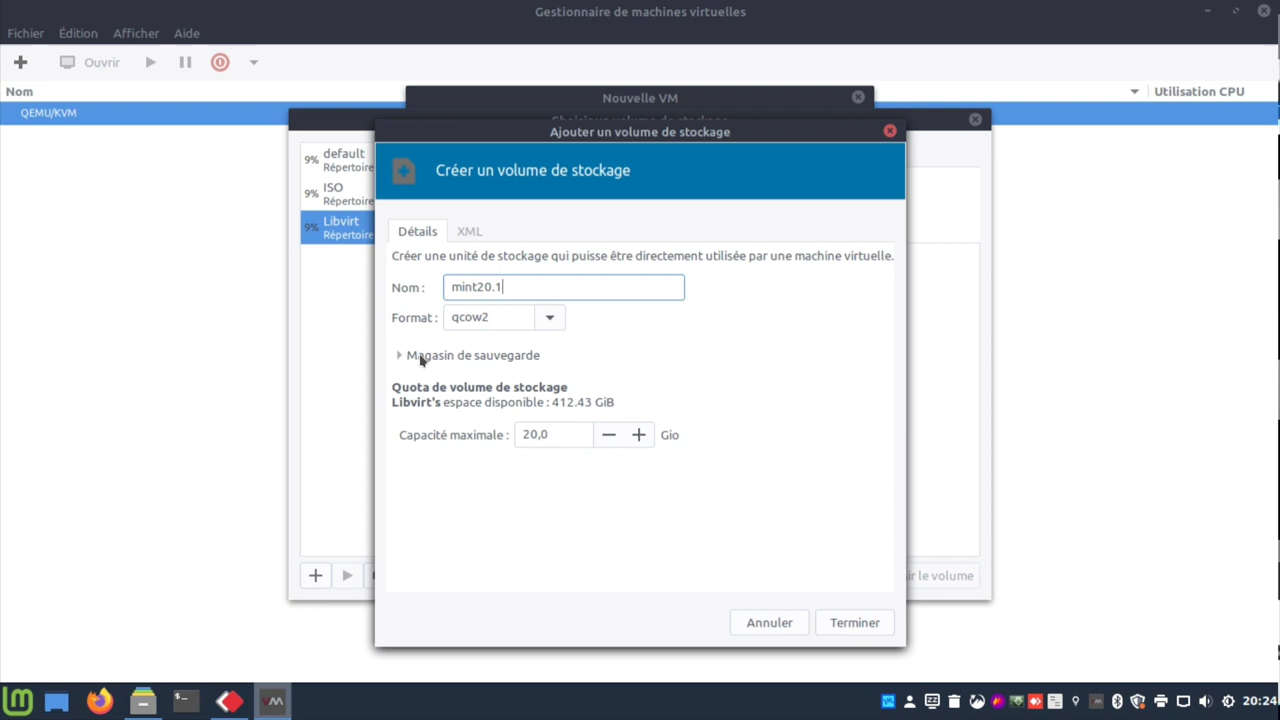 Gestionnaire de machines virtuelles
Fichier Édition Afficher Aide
Ouvrir
Nom Utilisation CPU
QEMU/KVM
Nouvelle VM
Ajouter un volume de stockage
Créer un volume de stockage
9% default
Répertoire
9% ISO
Répertoire
9% Libvirt
Répertoire
Détails XML
Créer une unité de stockage qui puisse être directement utilisée par une machine virtuelle.
Nom : mint20.1
Format : qcow2
Magasin de sauvegarde
Quota de volume de stockage
Libvirt's espace disponible : 412.43 GiB
Capacité maximale : 20,0 Gio
ir le volume
Annuler Terminer
20:24